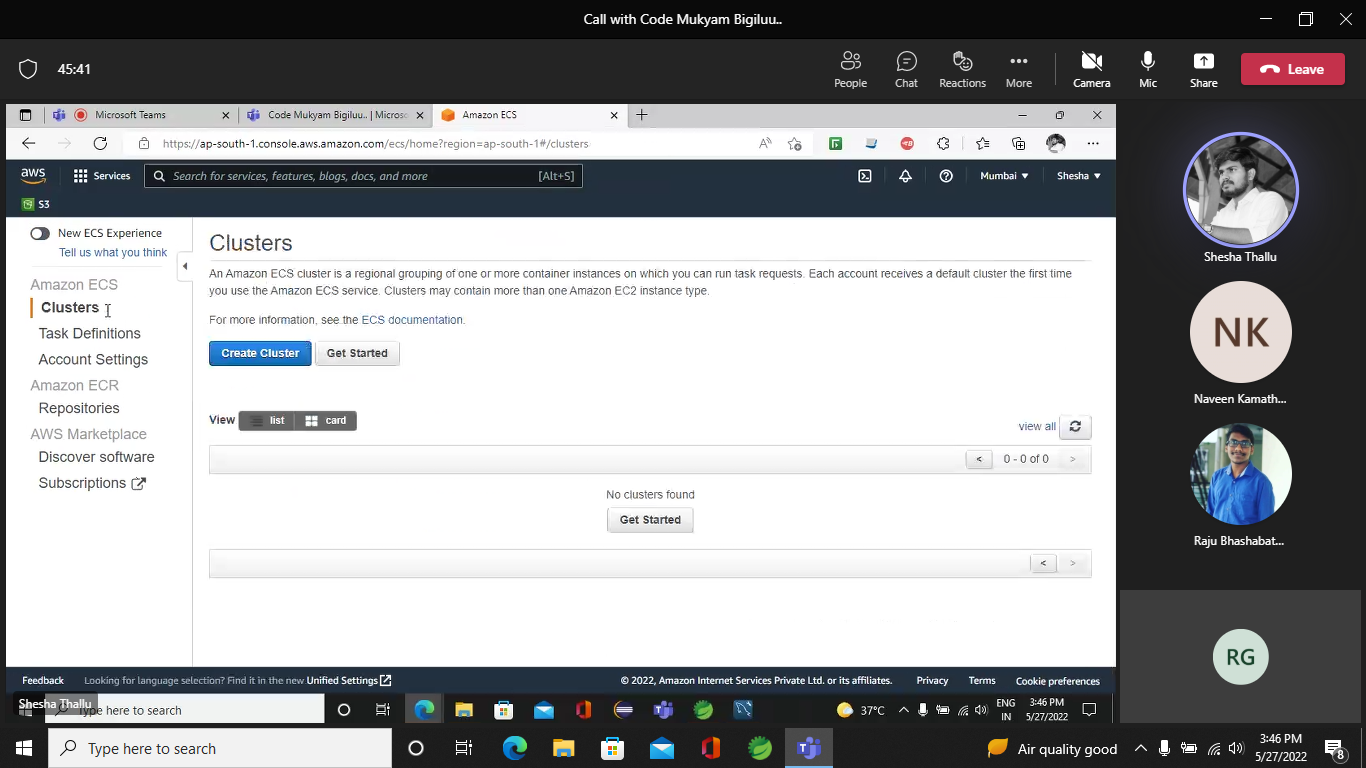 Call with Code Mukyam Bigiluu..
45:41
People Chat Reactions More Camera Mic Share Leave
Microsoft Teams Code Mukyam Bigiluu.. | Micros Amazon ECS
https://ap-south-1.console.aws.amazon.com/ecs/home?region=ap-south-1#/clusters
aws Services Search for services, features, blogs, docs, and more [Alt+S] Mumbai Shesha
S3
New ECS Experience
Tell us what you think
Amazon ECS
Clusters
Task Definitions
Account Settings
Amazon ECR
Repositories
AWS Marketplace
Discover software
Subscriptions
Clusters
An Amazon ECS cluster is a regional grouping of one or more container instances on which you can run task requests. Each account receives a default cluster the first time
you use the Amazon ECS service. Clusters may contain more than one Amazon EC2 instance type.
For more information, see the ECS documentation.
Create Cluster Get Started
View list card view all
< 0 - 0 of 0 >
No clusters found
Get Started
< >
Feedback Looking for language selection? Find it in the new Unified Settings © 2022, Amazon Internet Services Private Ltd. or its affiliates. Privacy Terms Cookie preferences
Shesha Thallu
Type here to search 37°C ENG IN 3:46 PM 5/27/2022
Shesha Thallu
NK
Naveen Kamath...
Raju Bhashabat...
RG
Type here to search Air quality good 3:46 PM 5/27/2022 8